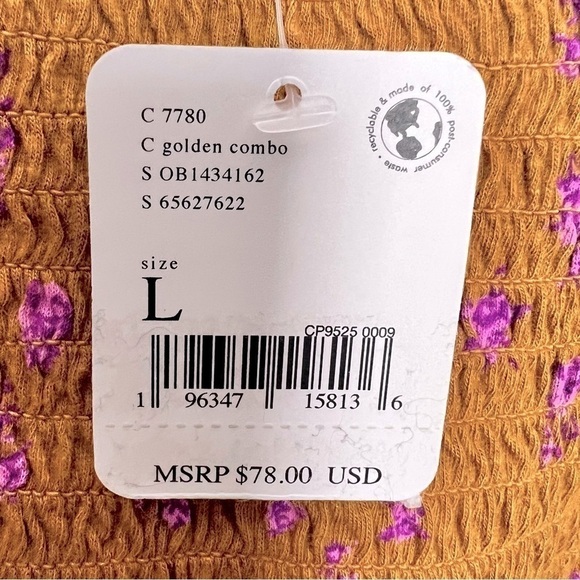 C 7780
C golden combo
S OB1434162
S 65627622
recyclable & made of 100% post-consumer waste •
size
L
CP9525 0009
1 96347 15813 6
MSRP $78.00 USD